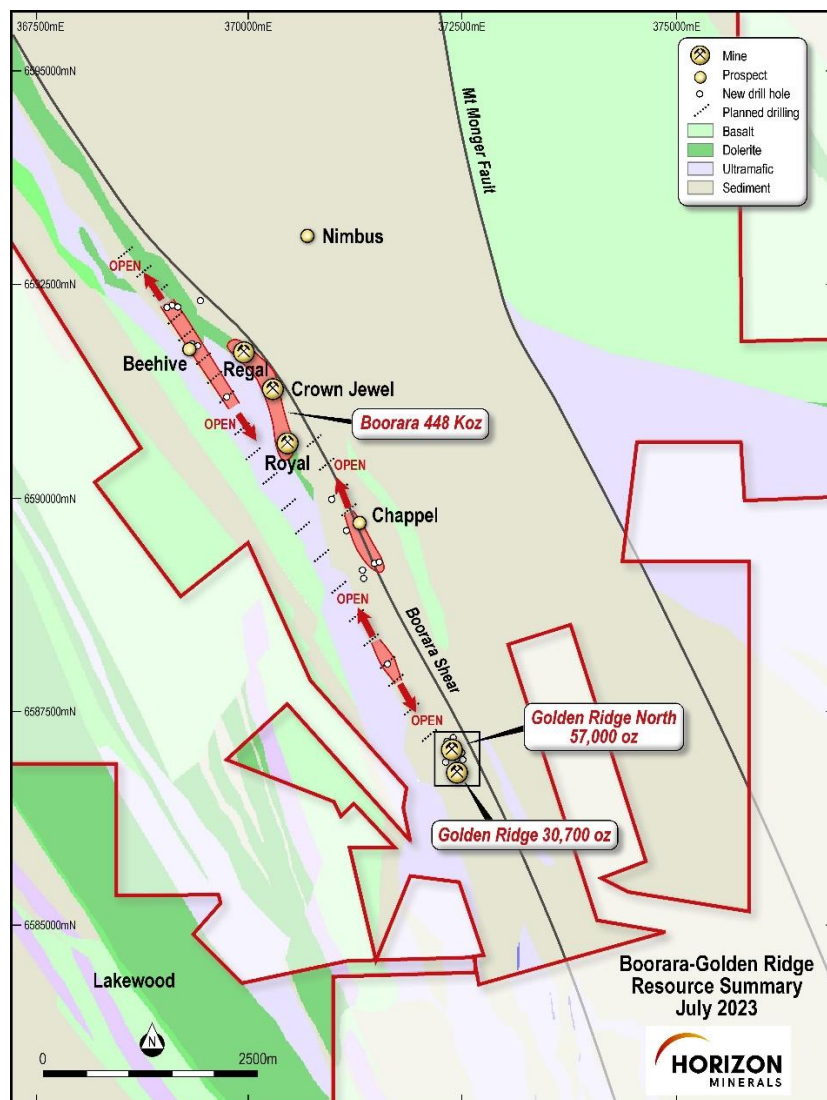 367500mE
370000mE
372500mE
375000mE
6595000mN
Mt Monger Fault
Mine
Prospect
New drill hole
Planned drilling
Basalt
Dolerite
Ultramafic
Sediment
Nimbus
OPEN
6592500mN
Beehive
Regal
Crown Jewel
Boorara 448 Koz
OPEN
Royal
OPEN
6590000mN
Chappel
OPEN
Boorara Shear
6587500mN
OPEN
Golden Ridge North
57,000 oz
Golden Ridge 30,700 oz
6585000mN
Lakewood
Boorara-Golden Ridge
Resource Summary
July 2023
N
0
2500m
HORIZON
MINERALS